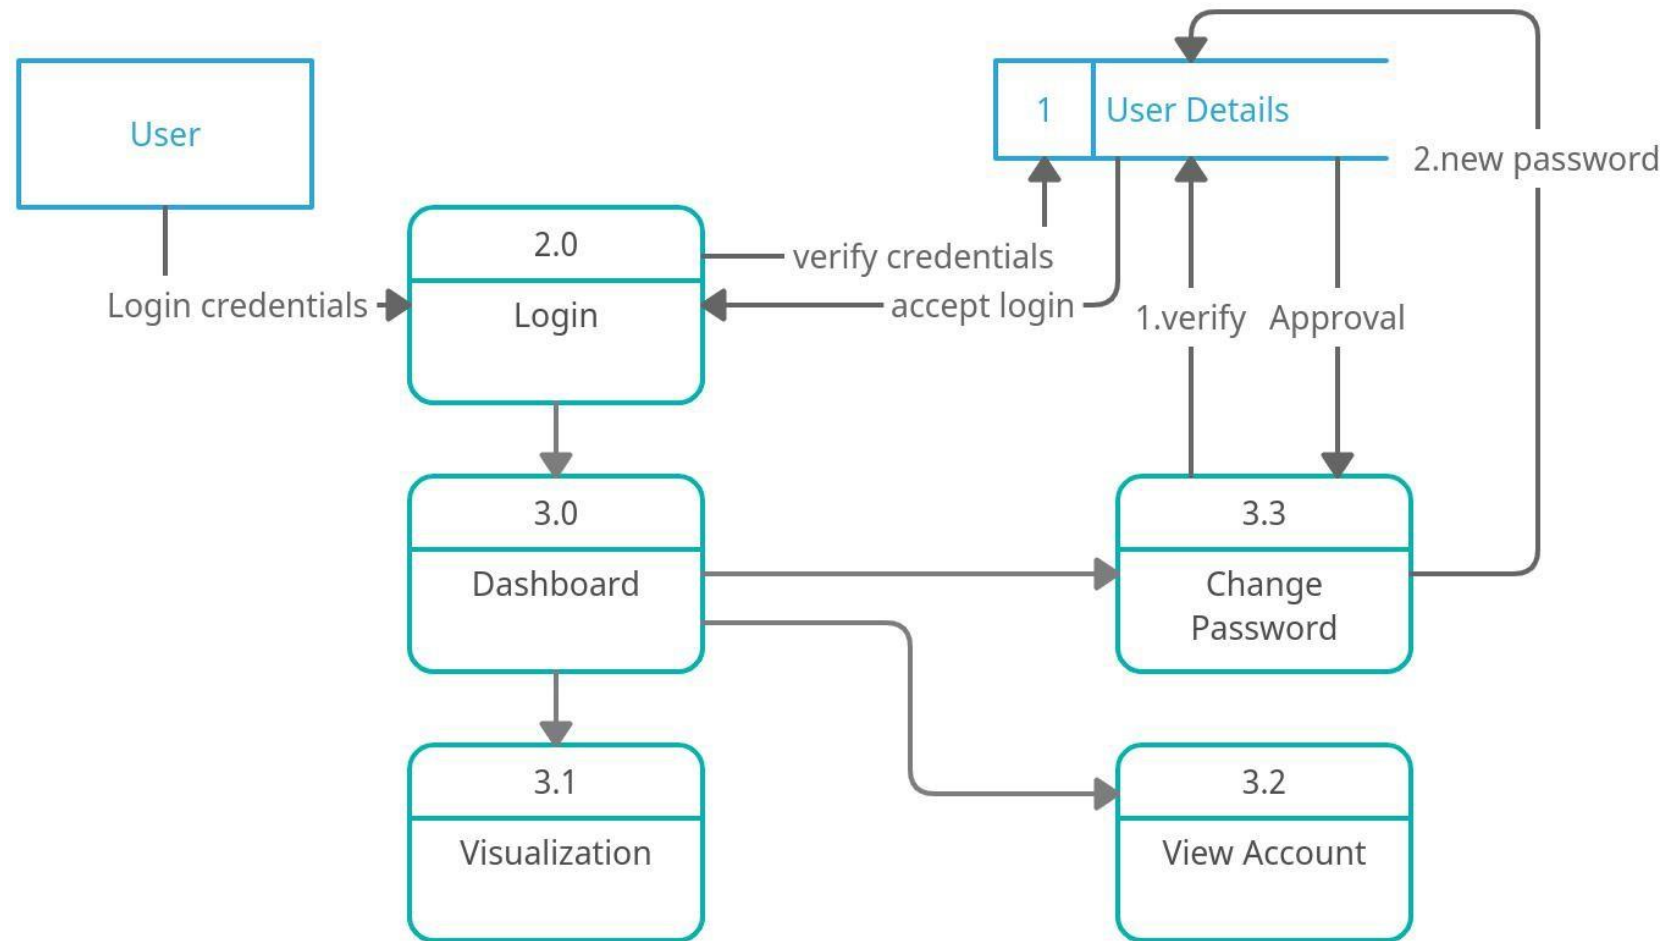 User
1
User Details
2.new password
2.0
Login
verify credentials
Login credentials
accept login
1.verify
Approval
3.0
Dashboard
3.3
Change
Password
3.1
Visualization
3.2
View Account